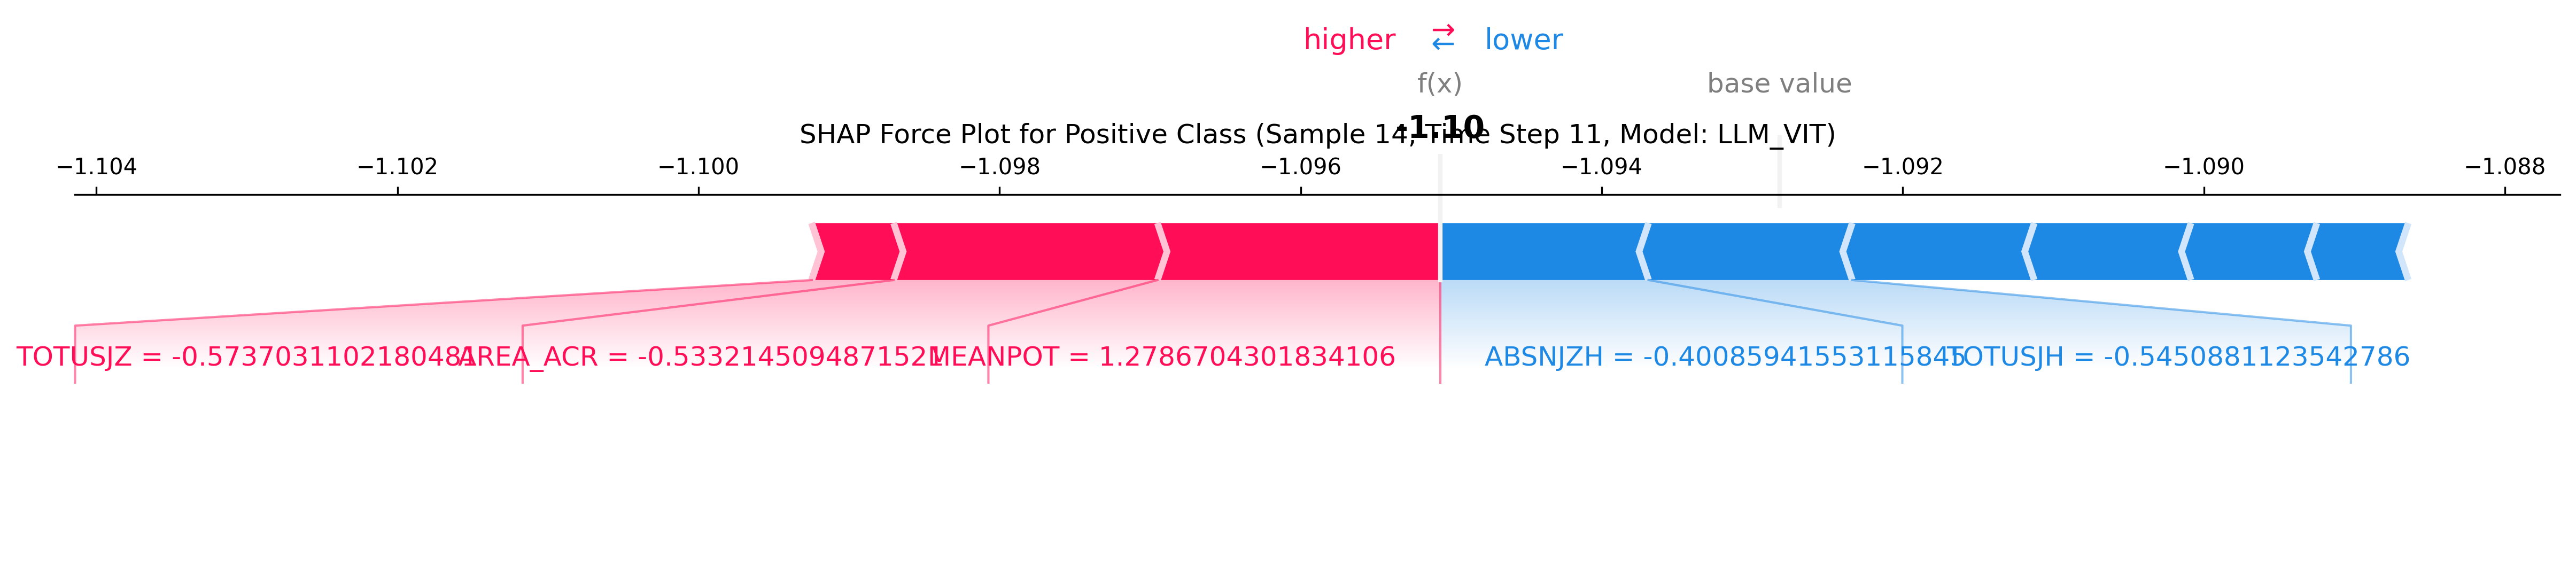 higher ⇄ lower
f(x) base value
-1.10
SHAP Force Plot for Positive Class (Sample 14, Time Step 11, Model: LLM_VIT)
−1.104 −1.102 −1.100 −1.098 −1.096 −1.094 −1.092 −1.090 −1.088
TOTUSJZ = -0.5737031102180481 AREA_ACR = -0.5332145094871521 MEANPOT = 1.2786704301834106 ABSNJZH = -0.4008594155311584 TOTUSJH = -0.5450881123542786